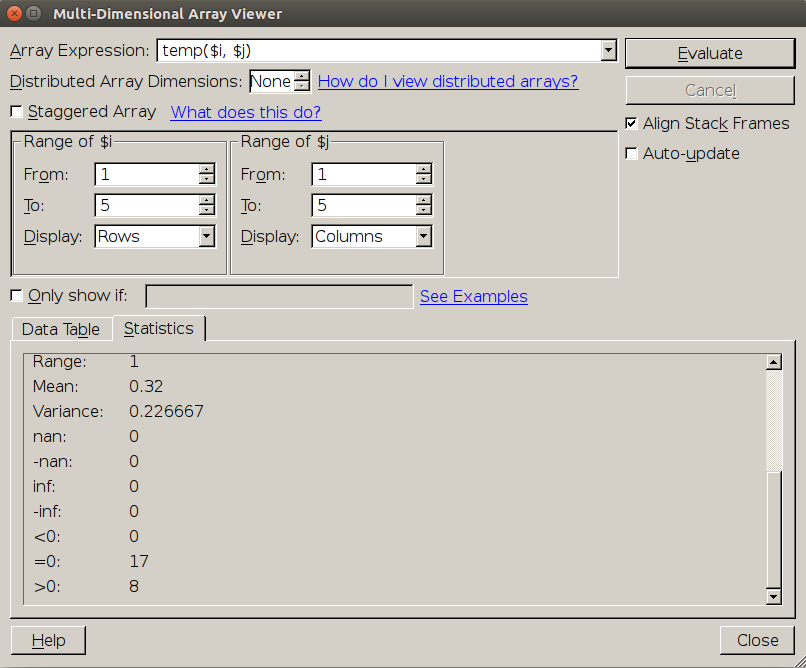 Multi-Dimensional Array Viewer
Array Expression: temp($i, $j)
Evaluate
Distributed Array Dimensions: None How do I view distributed arrays?
Cancel
Staggered Array What does this do?
Align Stack Frames
Auto-update
Range of $i
From: 1
To: 5
Display: Rows
Range of $j
From: 1
To: 5
Display: Columns
Only show if: See Examples
Data Table Statistics
Range: 1
Mean: 0.32
Variance: 0.226667
nan: 0
-nan: 0
inf: 0
-inf: 0
<0: 0
=0: 17
>0: 8
Help
Close